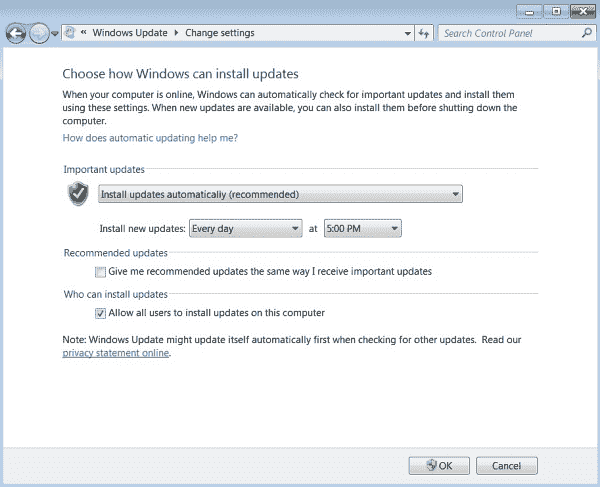 « Windows Update ▸ Change settings
Search Control Panel
Choose how Windows can install updates
When your computer is online, Windows can automatically check for important updates and install them
using these settings. When new updates are available, you can also install them before shutting down the
computer.
How does automatic updating help me?
Important updates
Install updates automatically (recommended)
Install new updates: Every day at 5:00 PM
Recommended updates
Give me recommended updates the same way I receive important updates
Who can install updates
Allow all users to install updates on this computer
Note: Windows Update might update itself automatically first when checking for other updates. Read our
privacy statement online.
OK Cancel